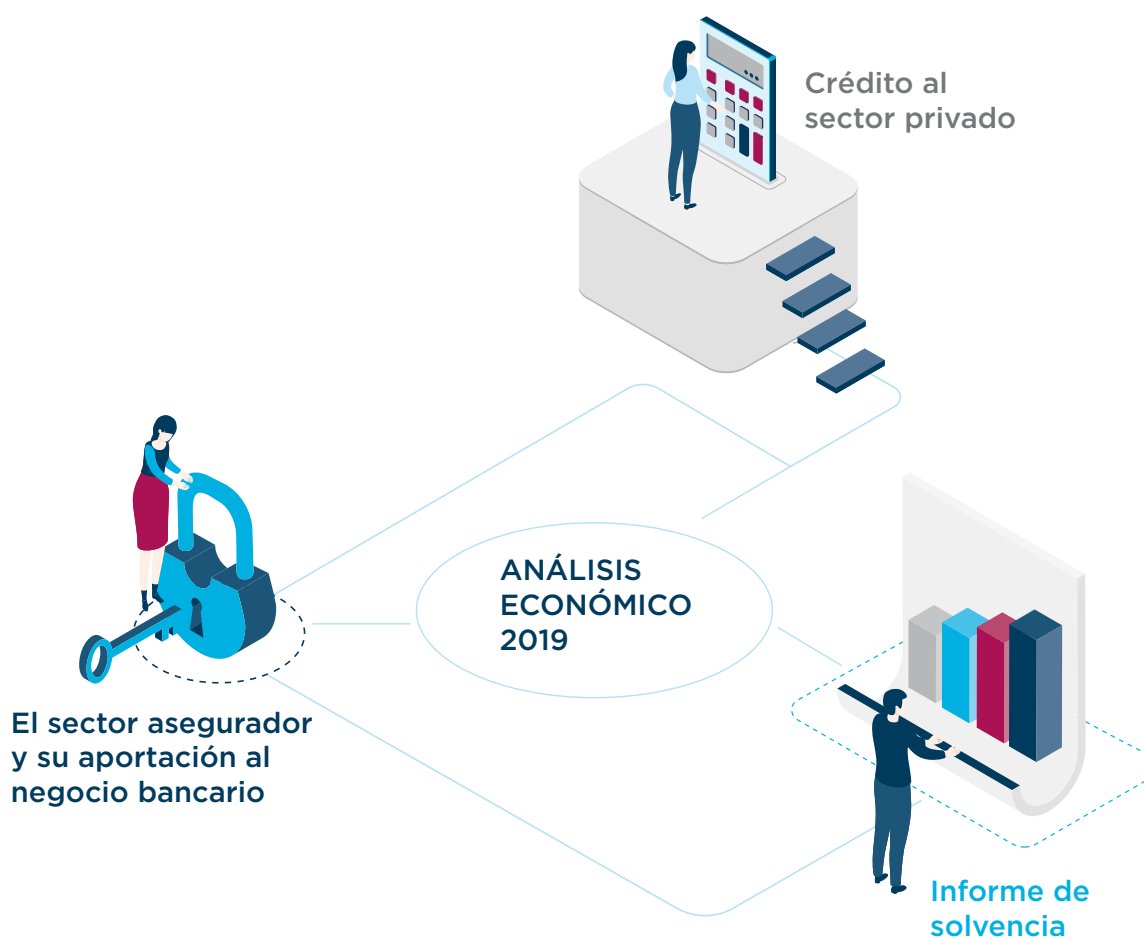 Crédito al
sector privado
ANÁLISIS
ECONÓMICO
2019
El sector asegurador
y su aportación al
negocio bancario
Informe de
solvencia